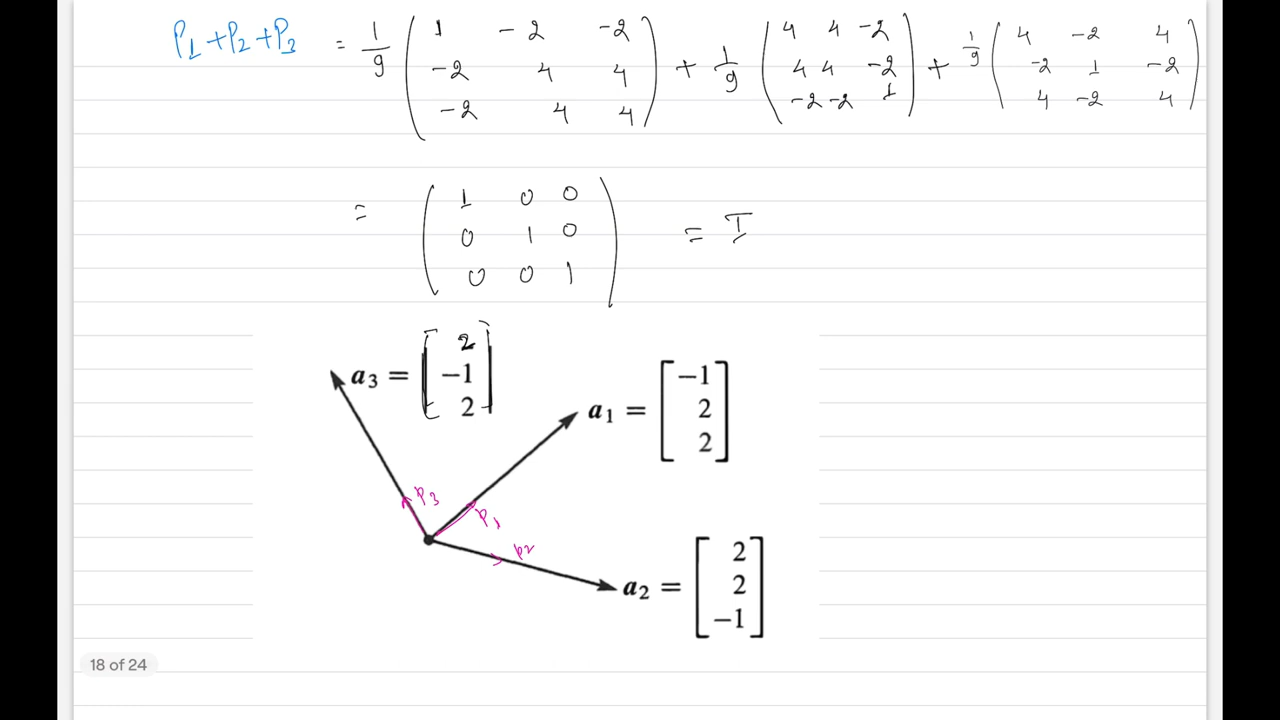 P1 + P2 + P3 = 1/9 ( 1 -2 -2 ) + 1/9 ( 4 4 -2 ) + 1/9 ( 4 -2 4 )
-2 4 4 4 4 -2 -2 1 -2
-2 4 4 -2 -2 1 4 -2 4
= ( 1 0 0 ) = I
0 1 0
0 0 1
a3 = [ 2
-1
2 ]
a1 = [ -1
2
2 ]
P3
P1
P2
a2 = [ 2
2
-1 ]
18 of 24